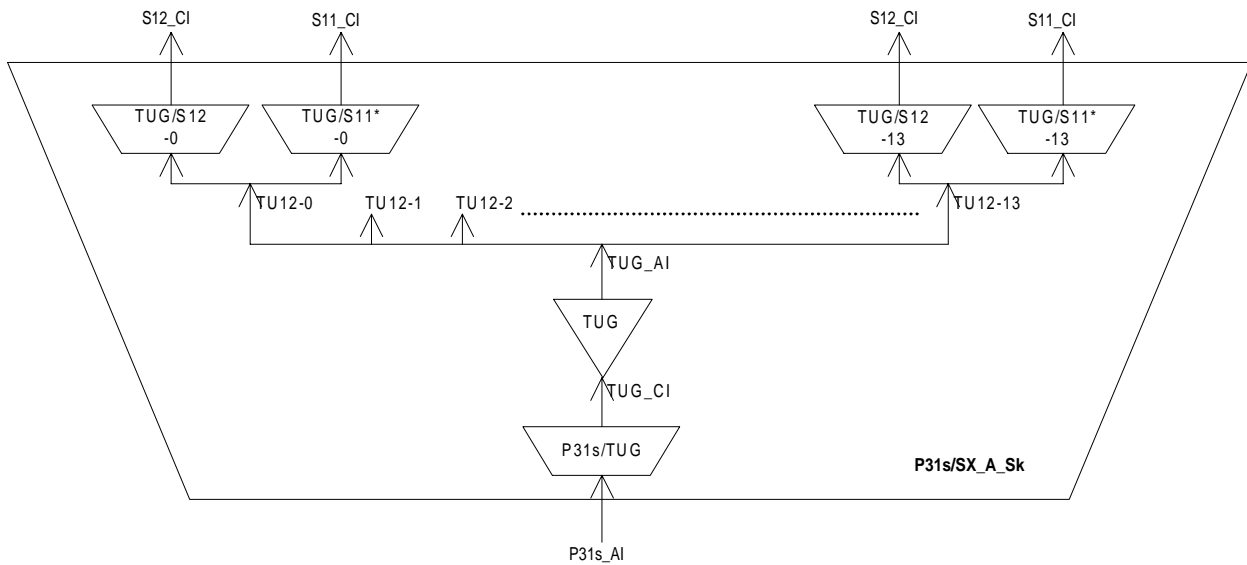 S12_CI S11_CI S12_CI S11_CI
TUG/S12 TUG/S11* TUG/S12 TUG/S11*
-0 -0 -13 -13
TU12-0 TU12-1 TU12-2 TU12-13
TUG_AI
TUG
TUG_CI
P31s/TUG
P31s/SX_A_Sk
P31s_AI